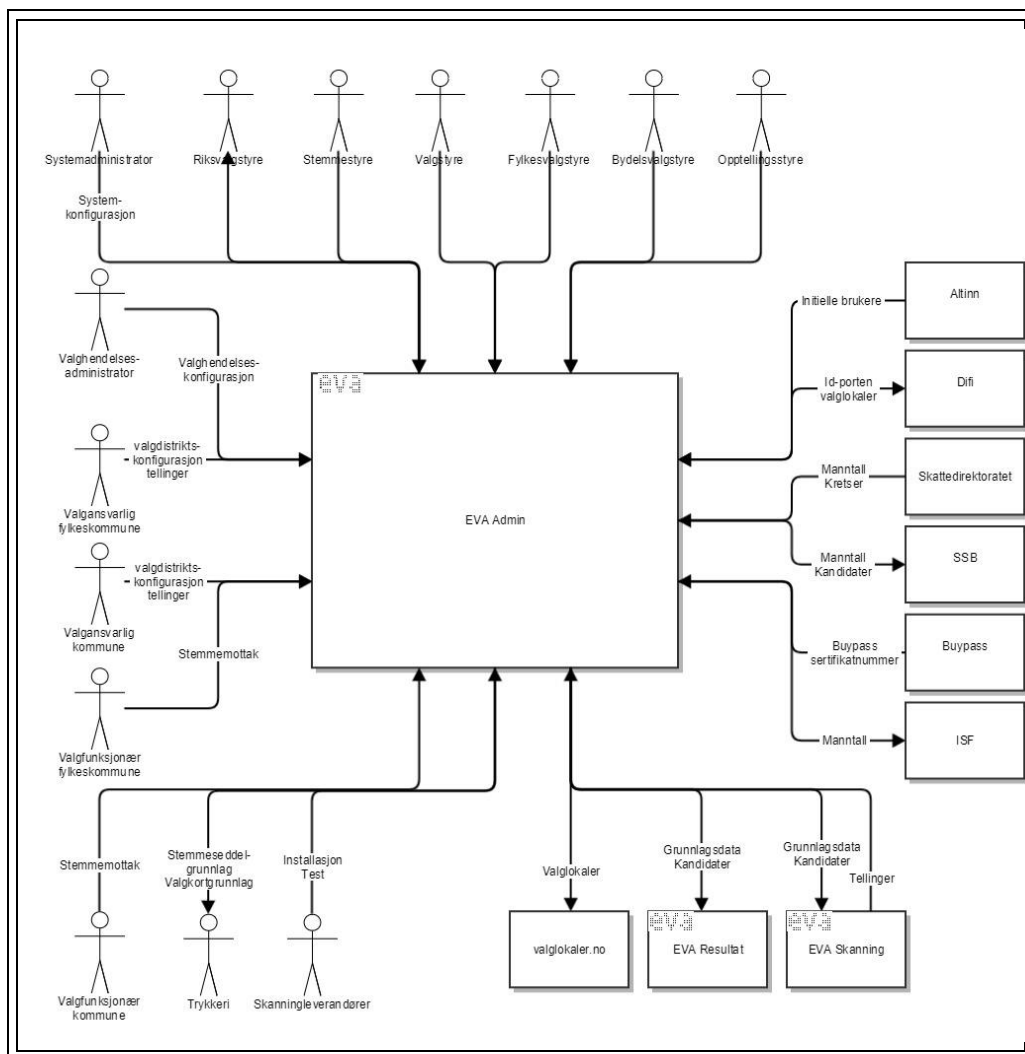 Systemadministrator
Riksvalgstyre
Stemmestyre
Valgstyre
Fylkesvalgstyre
Bydelsvalgstyre
Opptellingsstyre
System-
konfigurasjon
Valghendelses-
administrator
Valghendelses-
konfigurasjon
Initielle brukere
Altinn
Id-porten
valglokaler
Difi
eva
EVA Admin
valgdistrikts-
konfigurasjon
tellinger
Valgansvarlig
fylkeskommune
Manntall
Kretser
Skattedirektoratet
Manntall
Kandidater
SSB
valgdistrikts-
konfigurasjon
tellinger
Valgansvarlig
kommune
Stemmemottak
Buypass
sertifikatnummer
Buypass
Valgfunksjonær
fylkeskommune
Manntall
ISF
Stemmemottak
Stemmeseddel-
grunnlag
Valgkortgrunnlag
Installasjon
Test
Valglokaler
Grunnlagsdata
Kandidater
Grunnlagsdata
Kandidater
Tellinger
Valgfunksjonær
kommune
Trykkeri
Skanningleverandører
valglokaler.no
eva
EVA Resultat
eva
EVA Skanning